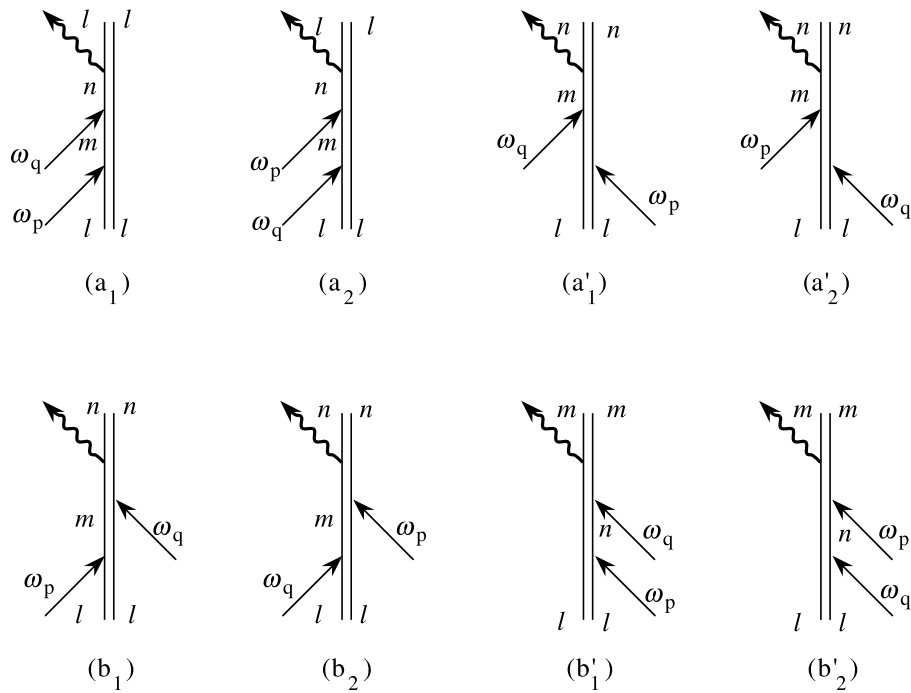 l l l l n n n n
n n m m
ω_q m ω_p m ω_q ω_p
ω_p ω_q ω_p ω_q
l l l l l l l l
(a_1) (a_2) (a'_1) (a'_2)
n n n n m m m m
m ω_q m ω_p n ω_q n ω_p
ω_p ω_q ω_p ω_q
l l l l l l l l
(b_1) (b_2) (b'_1) (b'_2)